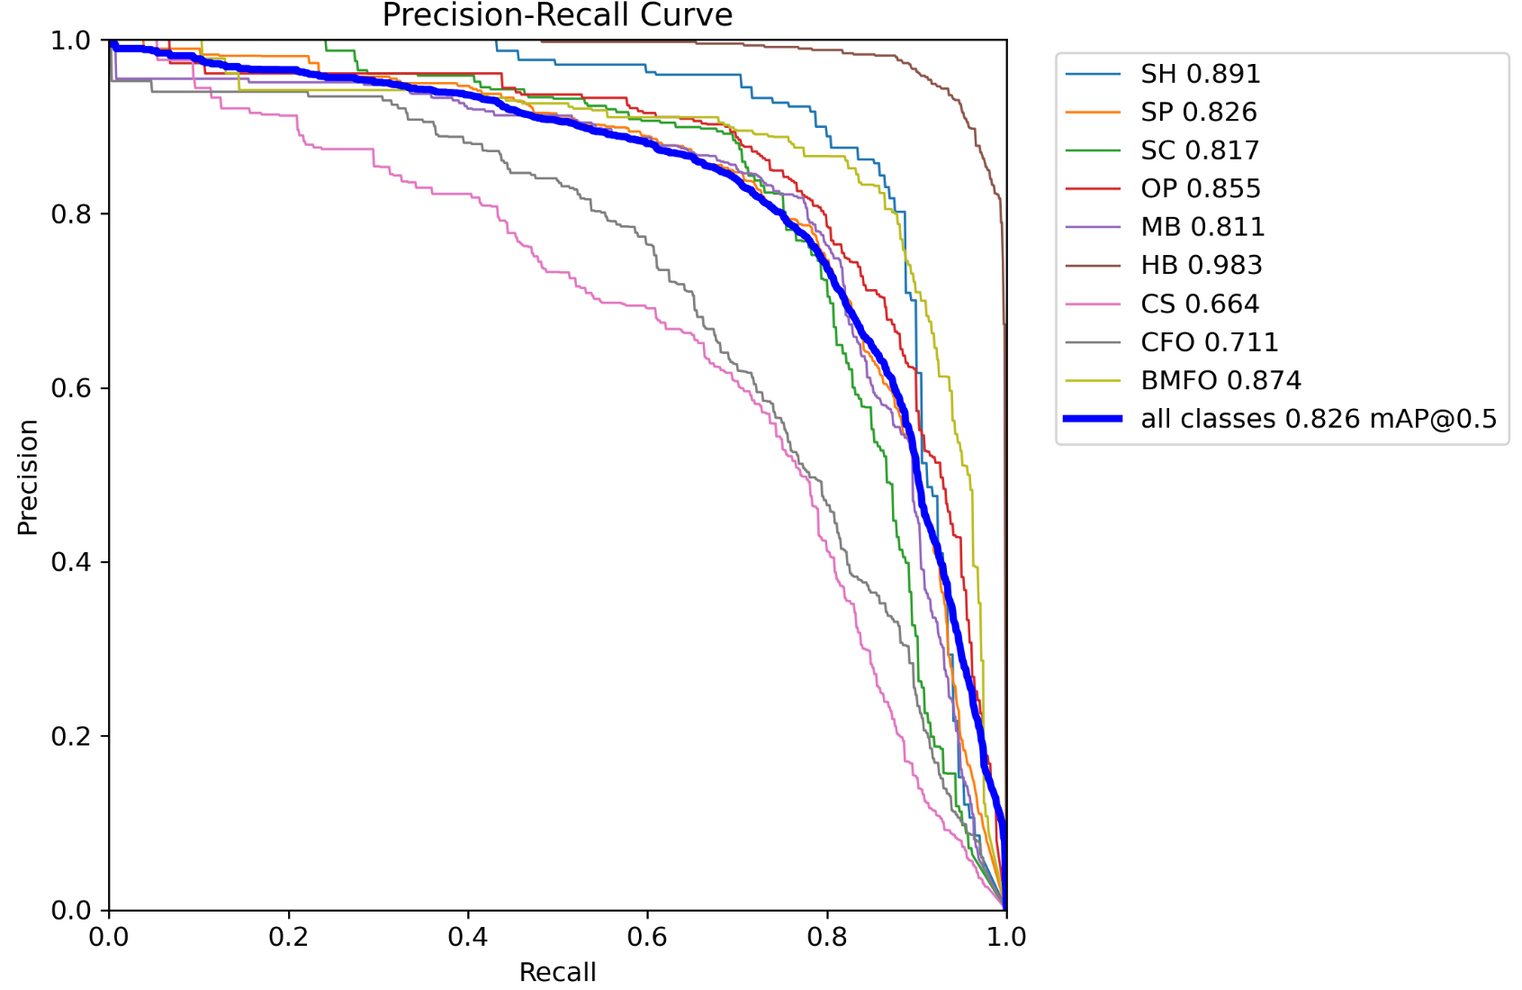 Precision-Recall Curve
1.0
0.8
0.6
0.4
0.2
0.0
Precision
0.0 0.2 0.4 0.6 0.8 1.0
Recall
SH 0.891
SP 0.826
SC 0.817
OP 0.855
MB 0.811
HB 0.983
CS 0.664
CFO 0.711
BMFO 0.874
all classes 0.826 mAP@0.5